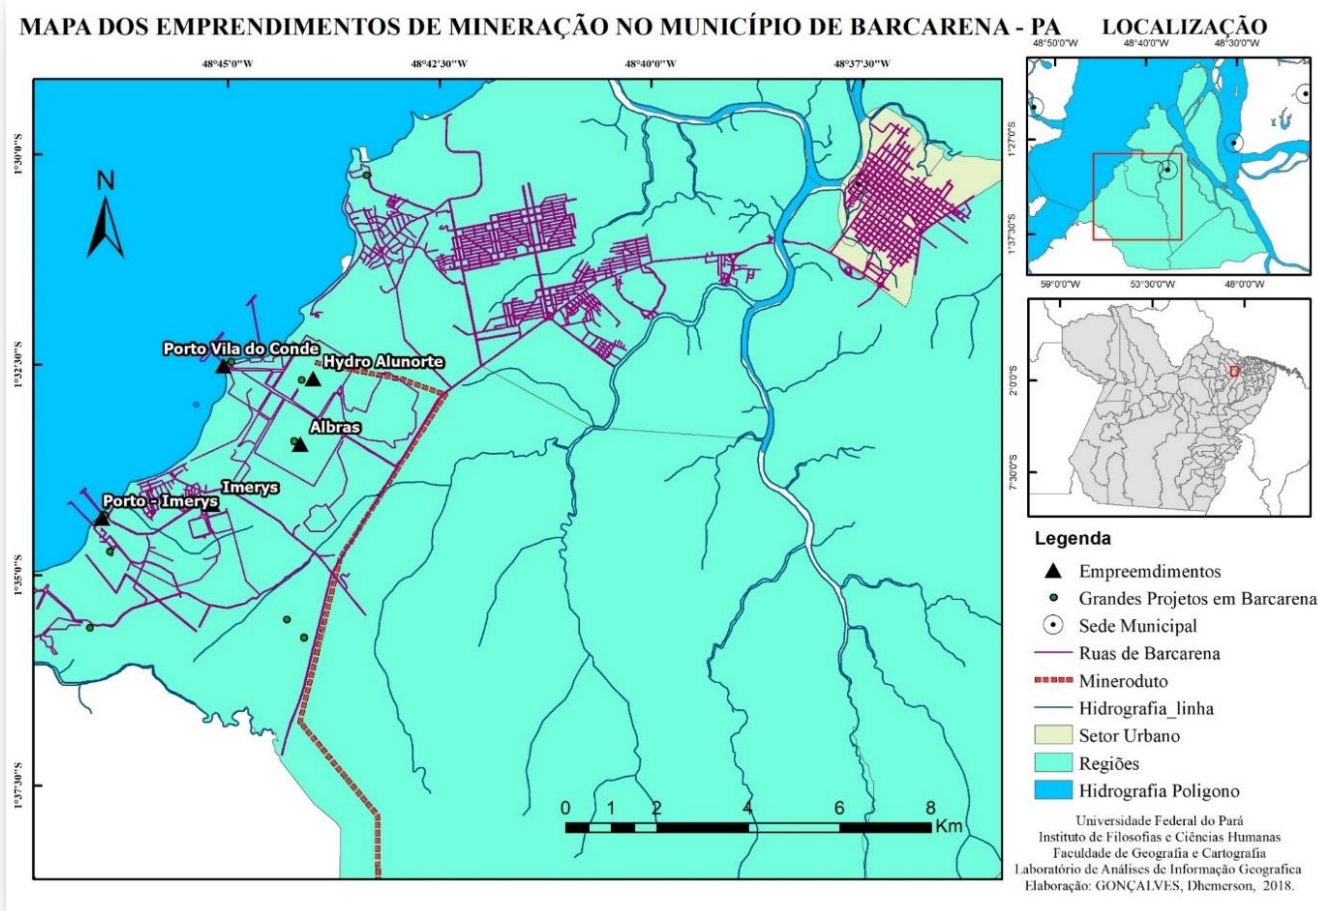 MAPA DOS EMPRENDIMENTOS DE MINERAÇÃO NO MUNICÍPIO DE BARCARENA - PA
LOCALIZAÇÃO
48°45'0"W 48°42'30"W 48°40'0"W 48°37'30"W
48°50'0"W 48°40'0"W 48°30'0"W
1°30'0"S
1°32'30"S
1°35'0"S
1°37'30"S
N
Porto Vila do Conde
Hydro Alunorte
Albras
Imerys
Porto - Imerys
0 1 2 4 6 8
Km
1°27'0"S
1°37'30"S
59°0'0"W 53°30'0"W 48°0'0"W
2°0'0"S
7°30'0"S
Legenda
Empreemdimentos
Grandes Projetos em Barcarena
Sede Municipal
Ruas de Barcarena
Mineroduto
Hidrografia_linha
Setor Urbano
Regiões
Hidrografia Poligono
Universidade Federal do Pará
Instituto de Filosofias e Ciências Humanas
Faculdade de Geografia e Cartografia
Laboratório de Análises de Informação Geografica
Elaboração: GONÇALVES, Dhemerson, 2018.